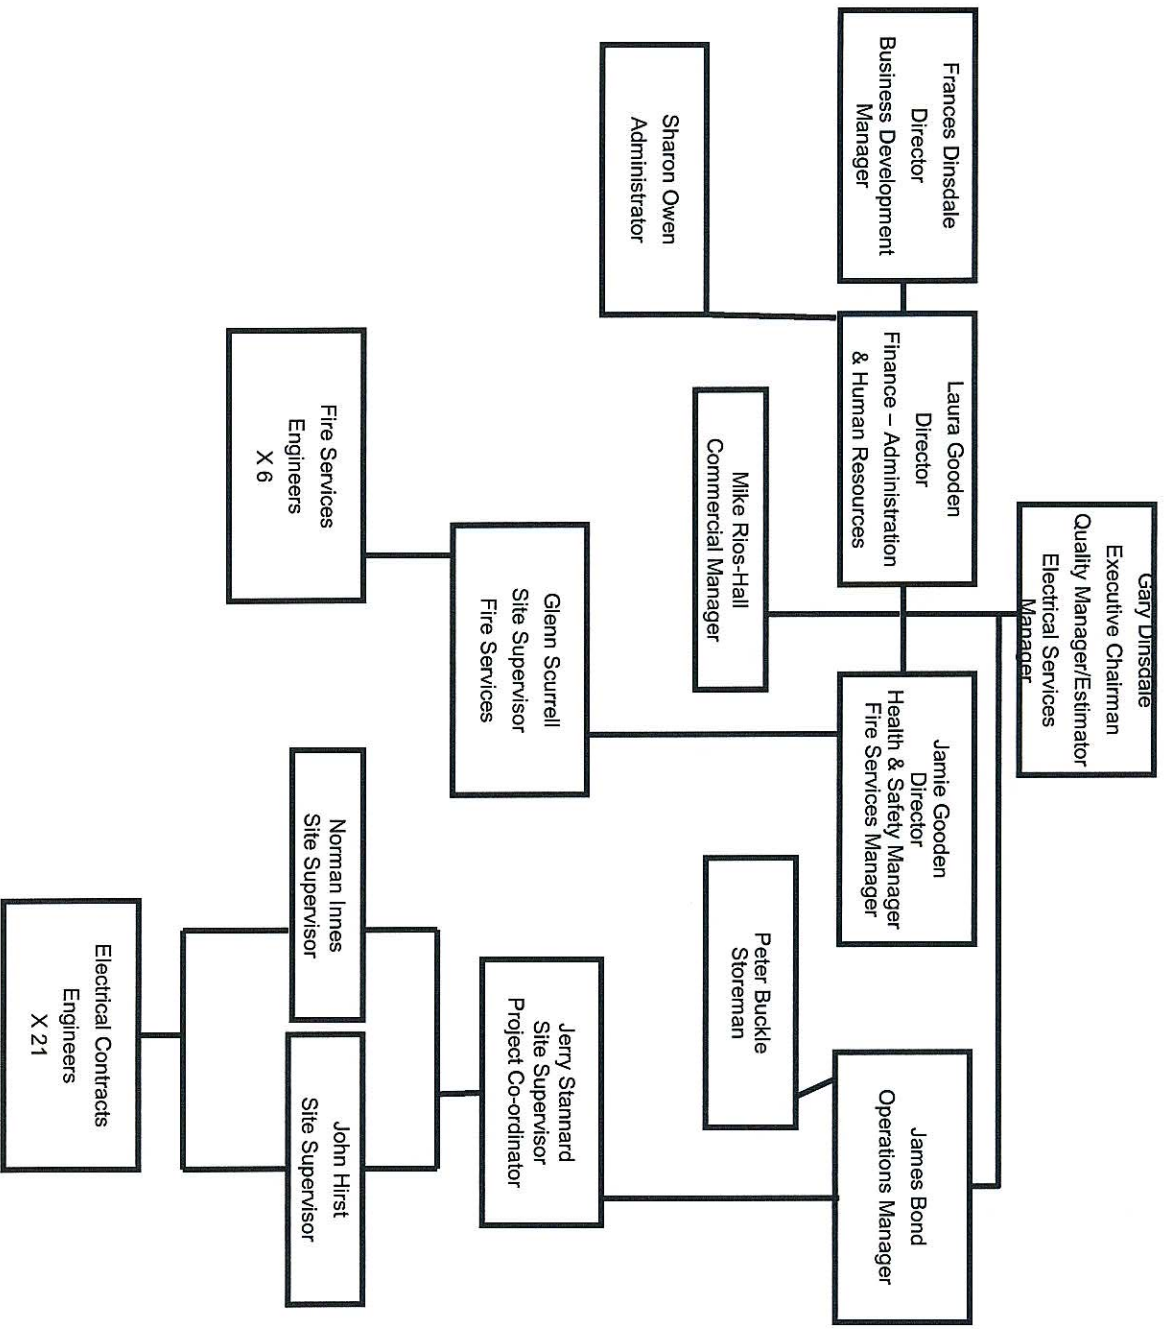 Gary Dinsdale
Executive Chairman
Quality Manager/Estimator
Electrical Services
Manager
Frances Dinsdale
Director
Business Development
Manager
Laura Gooden
Director
Finance – Administration
& Human Resources
Jamie Gooden
Director
Health & Safety Manager
Fire Services Manager
James Bond
Operations Manager
Sharon Owen
Administrator
Mike Rios-Hall
Commercial Manager
Peter Buckle
Storeman
Glenn Scurrell
Site Supervisor
Fire Services
Jerry Stannard
Site Supervisor
Project Co-ordinator
Fire Services
Engineers
X 6
Norman Innes
Site Supervisor
John Hirst
Site Supervisor
Electrical Contracts
Engineers
X 21